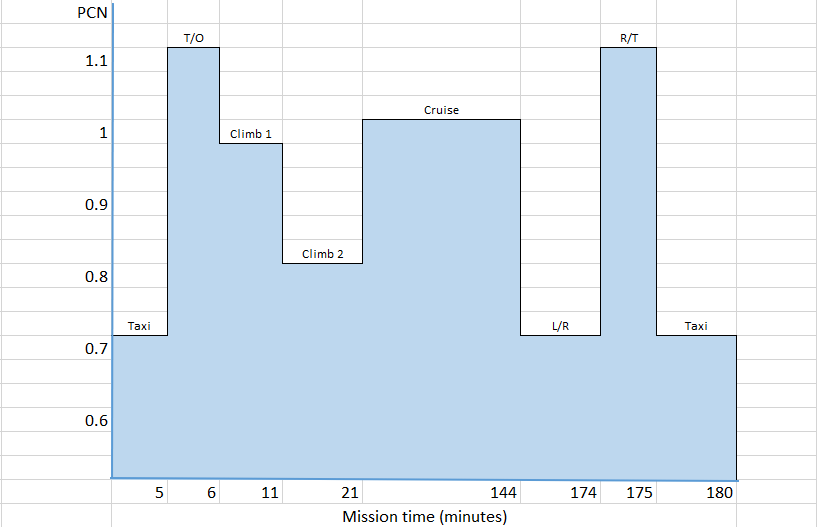 PCN
T/O
R/T
1.1
Cruise
1
Climb 1
0.9
Climb 2
0.8
Taxi
L/R
Taxi
0.7
0.6
5 6 11 21 144 174 175 180
Mission time (minutes)